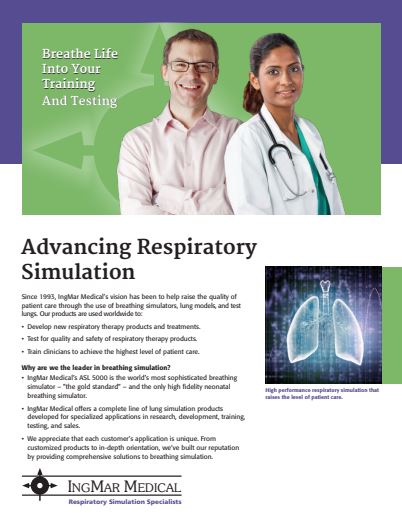 Breathe Life
Into Your
Training
And Testing
Advancing Respiratory
Simulation
Since 1993, IngMar Medical's vision has been to help raise the quality of
patient care through the use of breathing simulators, lung models, and test
lungs. Our products are used worldwide to:
• Develop new respiratory therapy products and treatments.
• Test for quality and safety of respiratory therapy products.
• Train clinicians to achieve the highest level of patient care.
Why are we the leader in breathing simulation?
• IngMar Medical's ASL 5000 is the world's most sophisticated breathing
simulator – "the gold standard" – and the only high fidelity neonatal
breathing simulator.
• IngMar Medical offers a complete line of lung simulation products
developed for specialized applications in research, development, training,
testing, and sales.
• We appreciate that each customer's application is unique. From
customized products to in-depth orientation, we've built our reputation
by providing comprehensive solutions to breathing simulation.
High performance respiratory simulation that
raises the level of patient care.
INGMAR MEDICAL
Respiratory Simulation Specialists